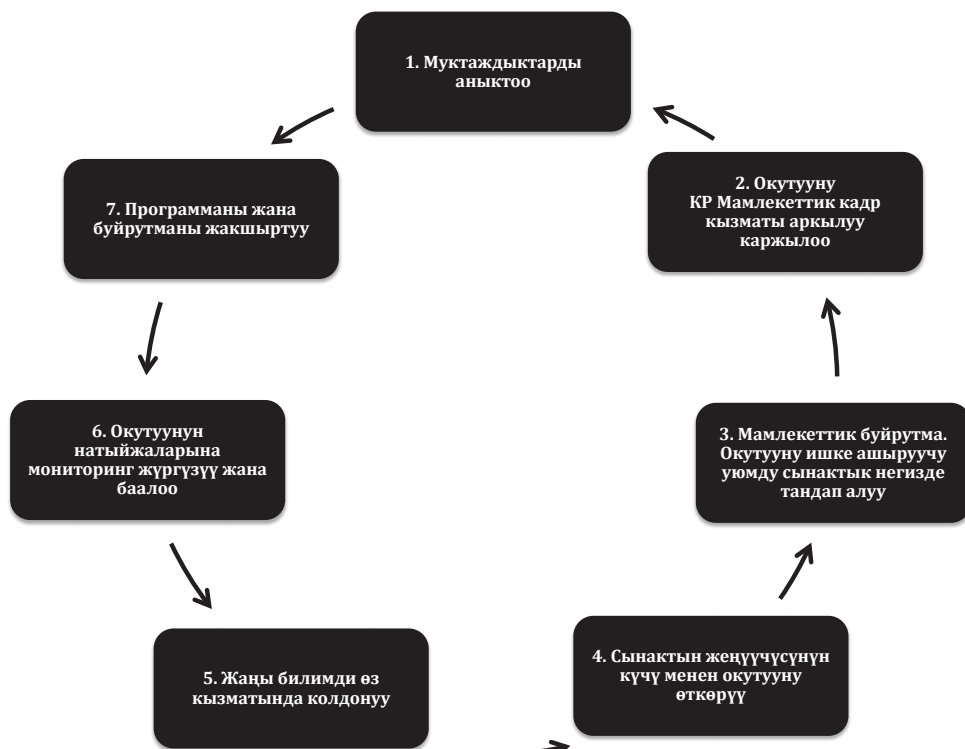 1. Муктаждыктарды
аныктоо
2. Окутууну
КР Мамлекеттик кадр
кызматы аркылуу
каржылоо
3. Мамлекеттик буйрутма.
Окутууну ишке ашыруучу
уюмду сынактык негизде
тандап алуу
4. Сынактын жеңүүчүсүнүн
күчү менен окутууну
өткөрүү
5. Жаңы билимди өз
кызматында колдонуу
6. Окутуунун
натыйжаларына
мониторинг жүргүзүү жана
баалоо
7. Программаны жана
буйрутманы жакшыртуу